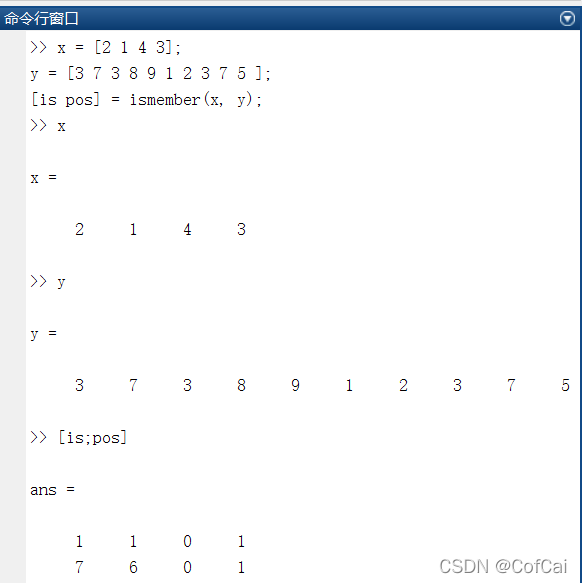 命令行窗口
>> x = [2 1 4 3];
y = [3 7 3 8 9 1 2 3 7 5 ];
[is pos] = ismember(x, y);
>> x
x =
2 1 4 3
>> y
y =
3 7 3 8 9 1 2 3 7 5
>> [is;pos]
ans =
1 1 0 1
7 6 0 1
CSDN @CofCai